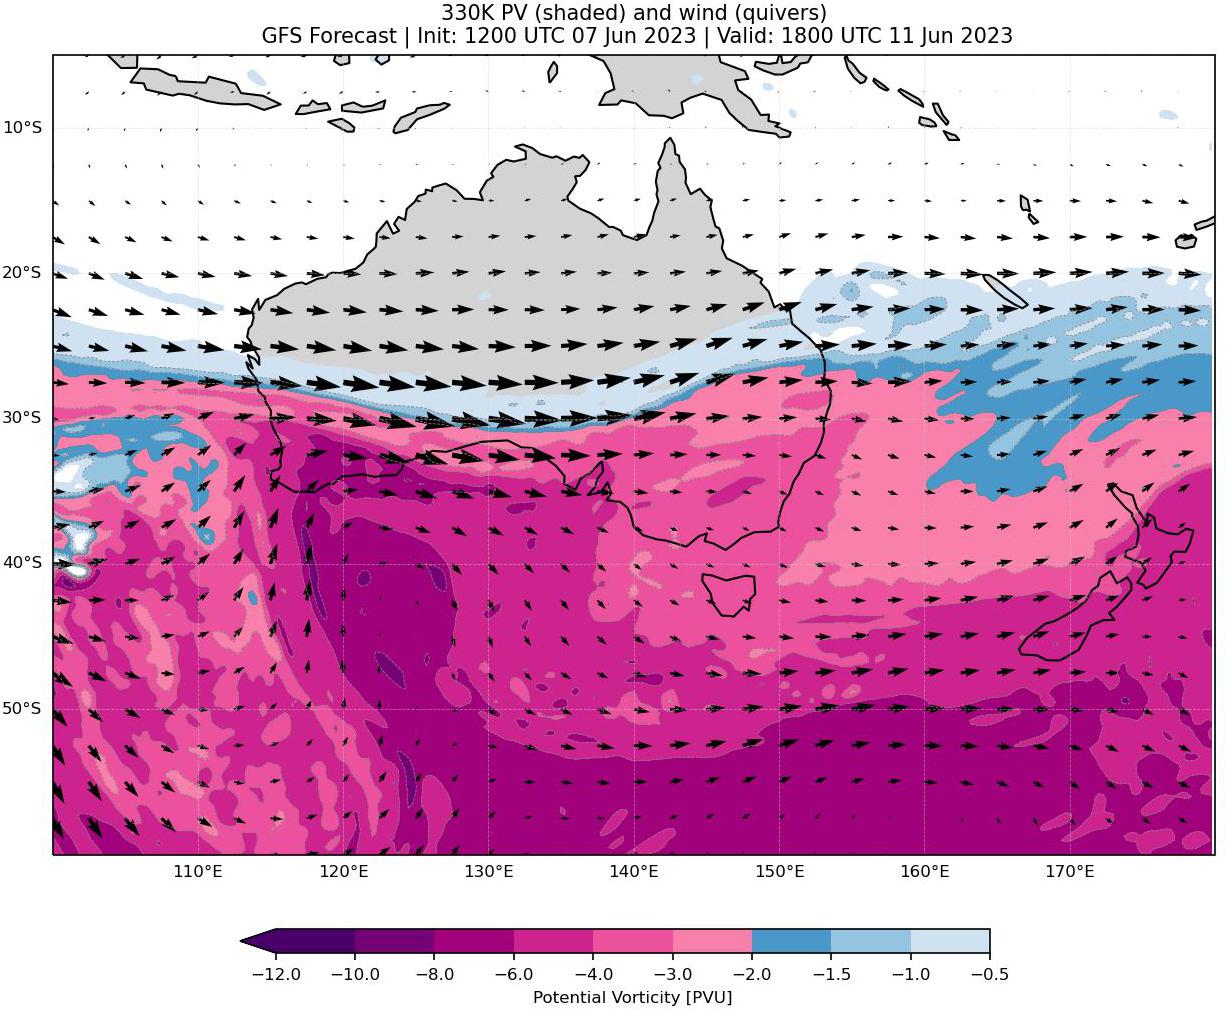 330K PV (shaded) and wind (quivers)
GFS Forecast | Init: 1200 UTC 07 Jun 2023 | Valid: 1800 UTC 11 Jun 2023
10°S
20°S
30°S
40°S
50°S
110°E 120°E 130°E 140°E 150°E 160°E 170°E
−12.0 −10.0 −8.0 −6.0 −4.0 −3.0 −2.0 −1.5 −1.0 −0.5
Potential Vorticity [PVU]